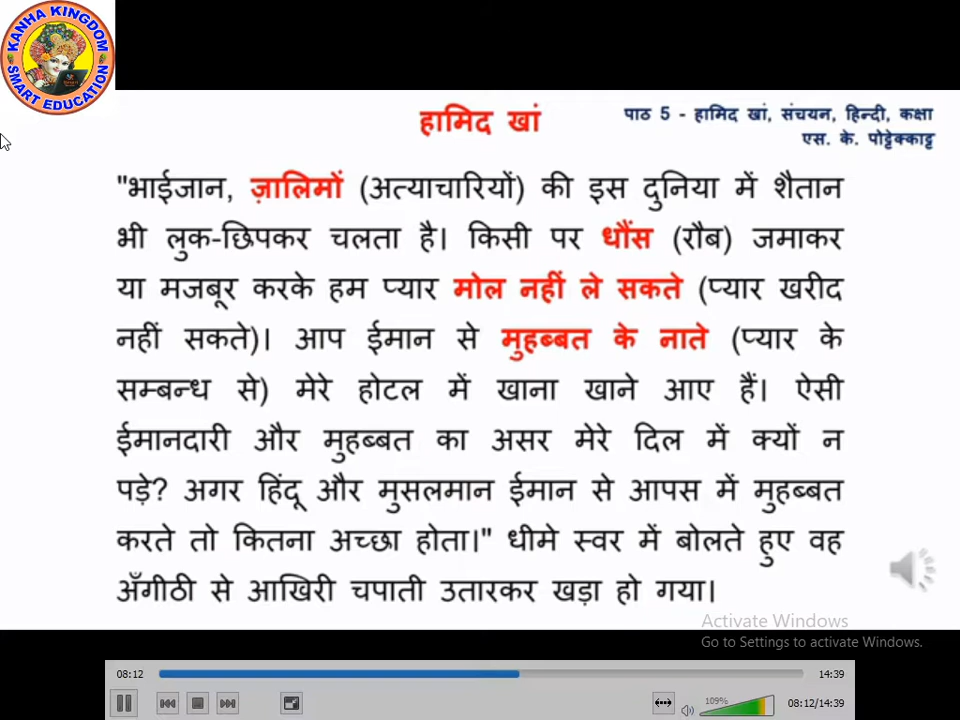 KANHA KINGDOM
SMART EDUCATION
हामिद खां
पाठ 5 - हामिद खां, संचयन, हिन्दी, कक्षा
एस. के. पोट्टेक्काट्ट
"भाईजान, ज़ालिमों (अत्याचारियों) की इस दुनिया में शैतान
भी लुक-छिपकर चलता है। किसी पर धौंस (रौब) जमाकर
या मजबूर करके हम प्यार मोल नहीं ले सकते (प्यार खरीद
नहीं सकते)। आप ईमान से मुहब्बत के नाते (प्यार के
सम्बन्ध से) मेरे होटल में खाना खाने आए हैं। ऐसी
ईमानदारी और मुहब्बत का असर मेरे दिल में क्यों न
पड़े? अगर हिंदू और मुसलमान ईमान से आपस में मुहब्बत
करते तो कितना अच्छा होता।" धीमे स्वर में बोलते हुए वह
अँगीठी से आखिरी चपाती उतारकर खड़ा हो गया।
Activate Windows
Go to Settings to activate Windows.
08:12
14:39
109%
08:12/14:39